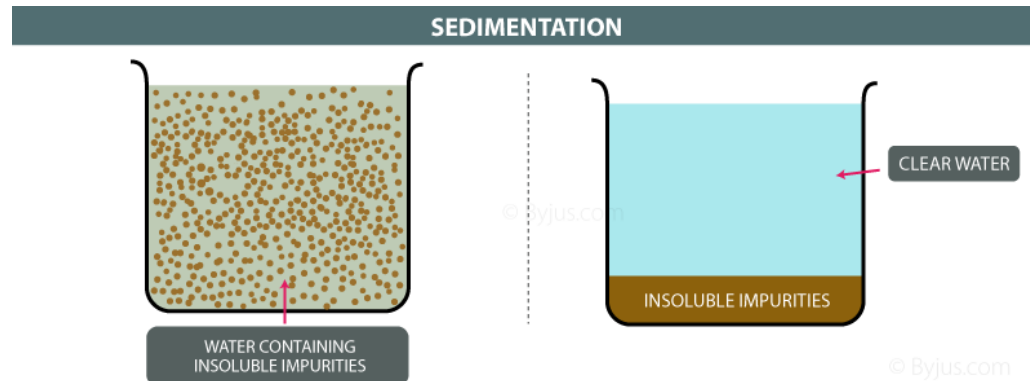 SEDIMENTATION
CLEAR WATER
© Byjus.com
INSOLUBLE IMPURITIES
WATER CONTAINING
INSOLUBLE IMPURITIES
© Byjus.com